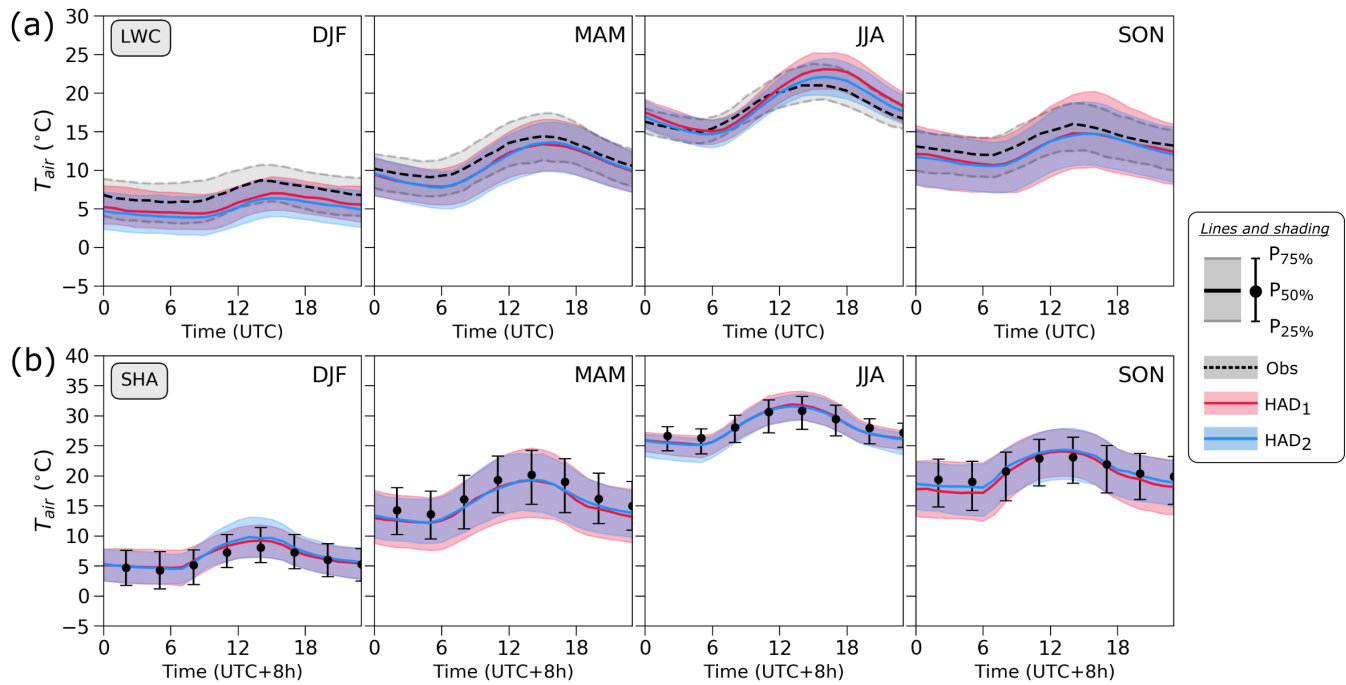 (a)
LWC
DJF
MAM
JJA
SON
30
25
20
15
10
5
0
−5
T_air (°C)
0 6 12 18
0 6 12 18
0 6 12 18
0 6 12 18
Time (UTC)
Time (UTC)
Time (UTC)
Time (UTC)
(b)
SHA
DJF
MAM
JJA
SON
40
35
30
25
20
15
10
5
0
−5
T_air (°C)
0 6 12 18
0 6 12 18
0 6 12 18
0 6 12 18
Time (UTC+8h)
Time (UTC+8h)
Time (UTC+8h)
Time (UTC+8h)
Lines and shading
P75%
P50%
P25%
Obs
HAD1
HAD2